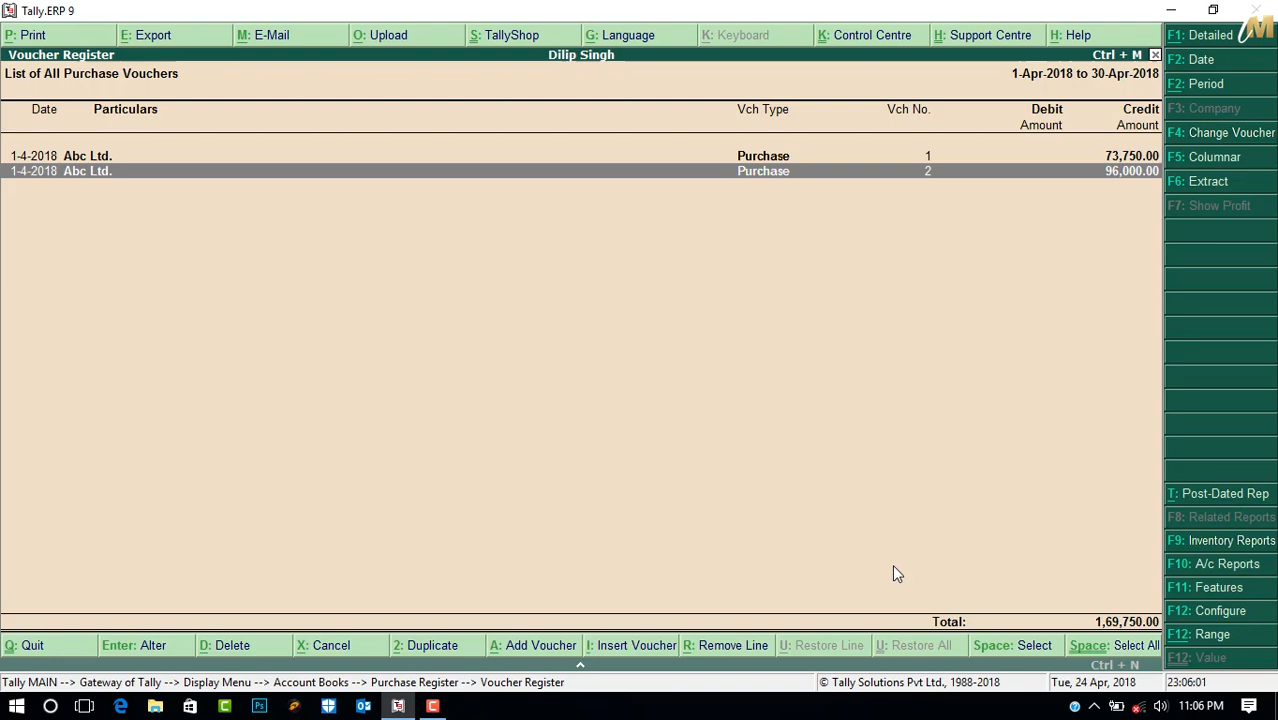 Tally.ERP 9
P: Print E: Export M: E-Mail O: Upload S: TallyShop G: Language K: Keyboard K: Control Centre H: Support Centre H: Help
Voucher Register Dilip Singh Ctrl + M
List of All Purchase Vouchers 1-Apr-2018 to 30-Apr-2018
Date Particulars Vch Type Vch No. Debit Credit
Amount Amount
1-4-2018 Abc Ltd. Purchase 1 73,750.00
1-4-2018 Abc Ltd. Purchase 2 96,000.00
Total: 1,69,750.00
Q: Quit Enter: Alter D: Delete X: Cancel 2: Duplicate A: Add Voucher I: Insert Voucher R: Remove Line U: Restore Line U: Restore All Space: Select Space: Select All
Ctrl + N
Tally MAIN --> Gateway of Tally --> Display Menu --> Account Books --> Purchase Register --> Voucher Register © Tally Solutions Pvt Ltd., 1988-2018 Tue, 24 Apr, 2018 23:06:01
F1: Detailed
F2: Date
F2: Period
F3: Company
F4: Change Voucher
F5: Columnar
F6: Extract
F7: Show Profit
T: Post-Dated Rep
F8: Related Reports
F9: Inventory Reports
F10: A/c Reports
F11: Features
F12: Configure
F12: Range
F12: Value
11:06 PM